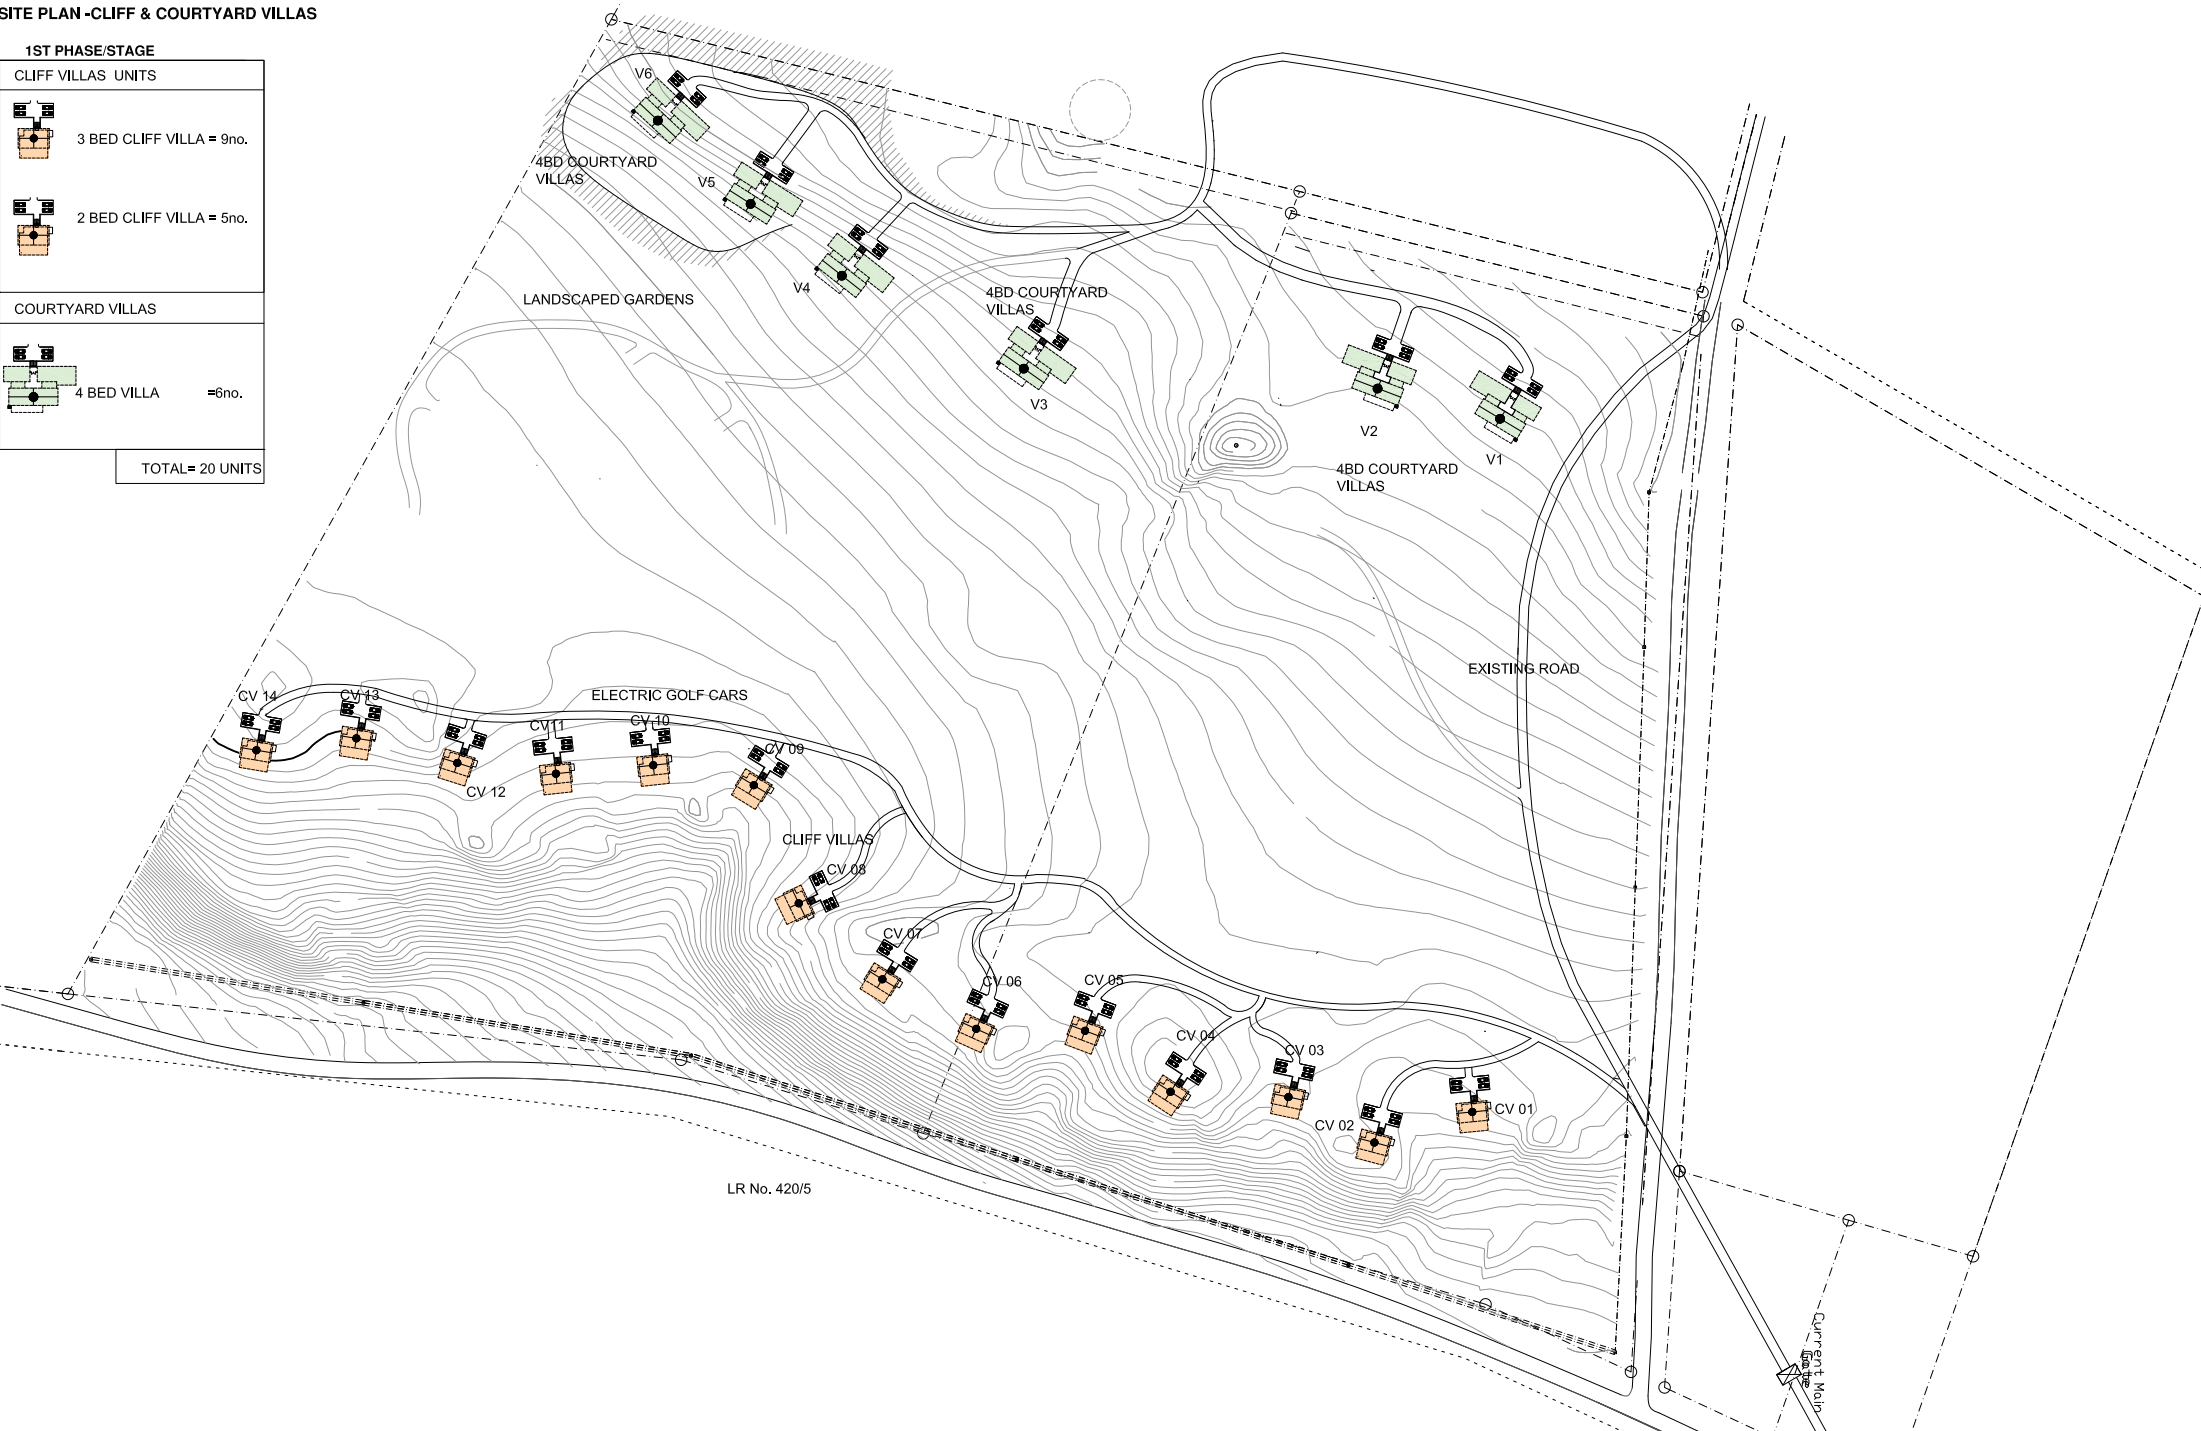 SITE PLAN -CLIFF & COURTYARD VILLAS
1ST PHASE/STAGE
CLIFF VILLAS UNITS
3 BED CLIFF VILLA = 9no.
2 BED CLIFF VILLA = 5no.
COURTYARD VILLAS
4 BED VILLA =6no.
TOTAL= 20 UNITS
V6
4BD COURTYARD
VILLAS
V5
V4
LANDSCAPED GARDENS
4BD COURTYARD
VILLAS
V3
V2
V1
4BD COURTYARD
VILLAS
EXISTING ROAD
ELECTRIC GOLF CARS
CV 14
CV 13
CV 12
CV11
CV 10
CV 09
CLIFF VILLAS
CV 08
CV 07
CV 06
CV 05
CV 04
CV 03
CV 02
CV 01
LR No. 420/5
Current Main
Gate